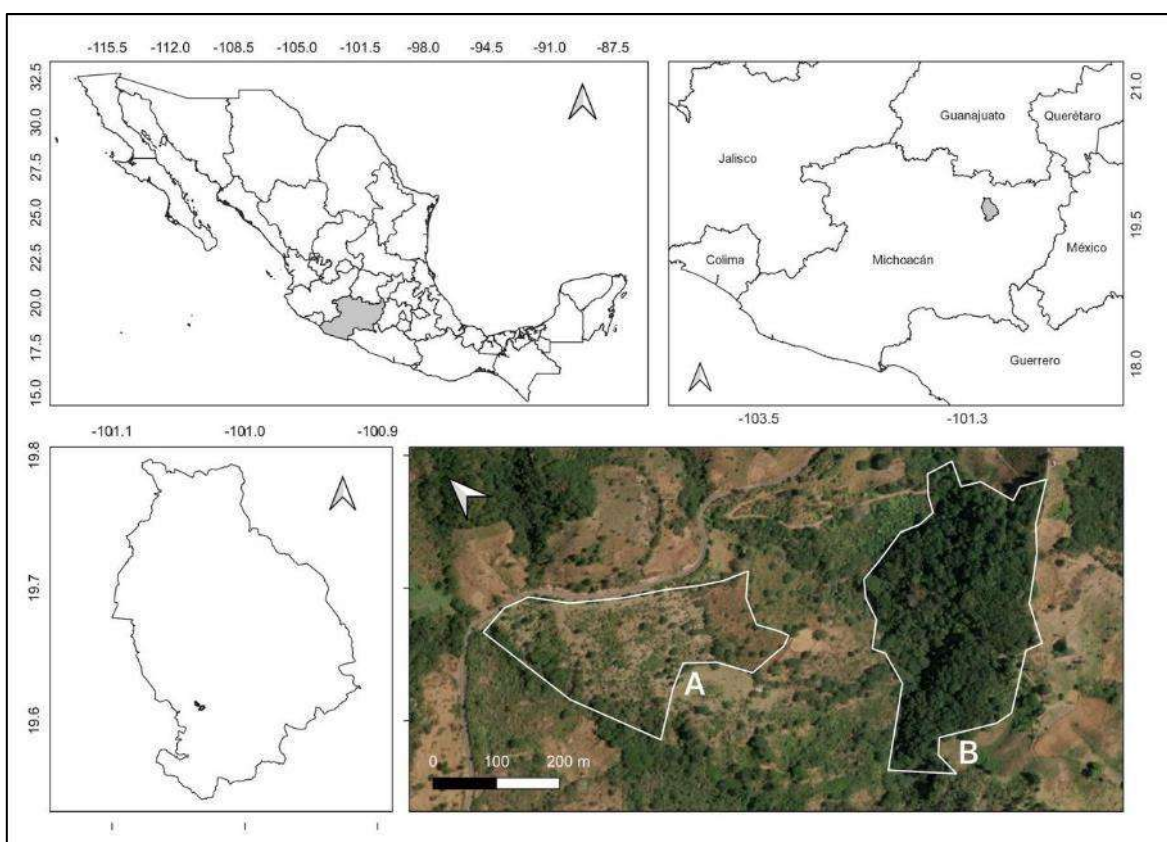 -115.5 -112.0 -108.5 -105.0 -101.5 -98.0 -94.5 -91.0 -87.5
32.5
30.0
27.5
25.0
22.5
20.0
17.5
15.0
Guanajuato
Querétaro
Jalisco
Colima
Michoacán
México
Guerrero
21.0
19.5
18.0
-103.5 -101.3
-101.1 -101.0 -100.9
19.8
19.7
19.6
A
B
0 100 200 m